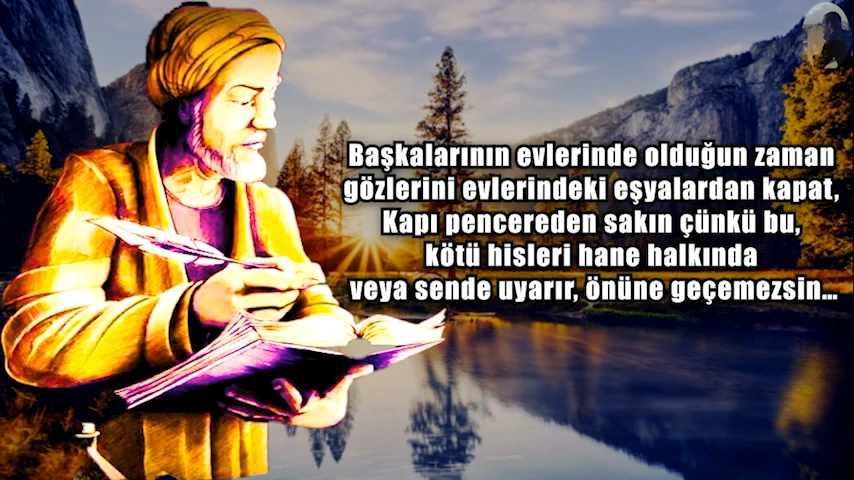 Başkalarının evlerinde olduğun zaman
gözlerini evlerindeki eşyalardan kapat,
Kapı pencereden sakın çünkü bu,
kötü hisleri hane halkında
veya sende uyarır, önüne geçemezsin...